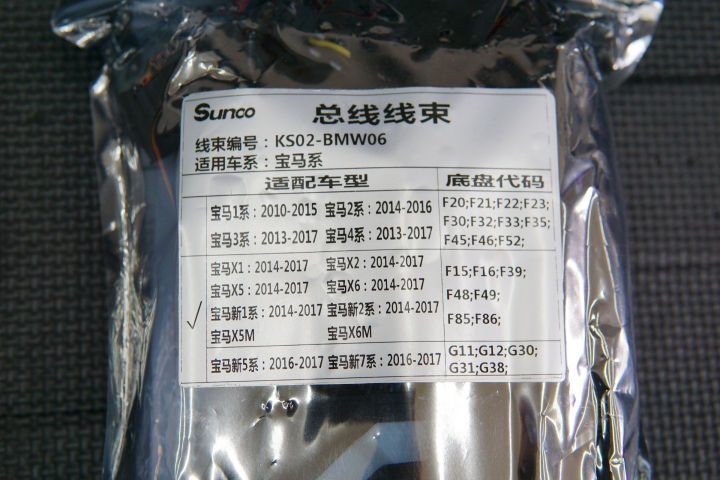 Sunco 总线线束
线束编号：KS02-BMW06
适用车系：宝马系
适配车型 底盘代码
宝马1系：2010-2015 宝马2系：2014-2016
宝马3系：2013-2017 宝马4系：2013-2017
F20;F21;F22;F23;
F30;F32;F33;F35;
F45;F46;F52;
宝马X1：2014-2017 宝马X2：2014-2017
宝马X5：2014-2017 宝马X6：2014-2017
宝马新1系：2014-2017 宝马新2系：2014-2017
宝马X5M 宝马X6M
F15;F16;F39;
F48;F49;
F85;F86;
宝马新5系：2016-2017 宝马新7系：2016-2017
G11;G12;G30;
G31;G38;